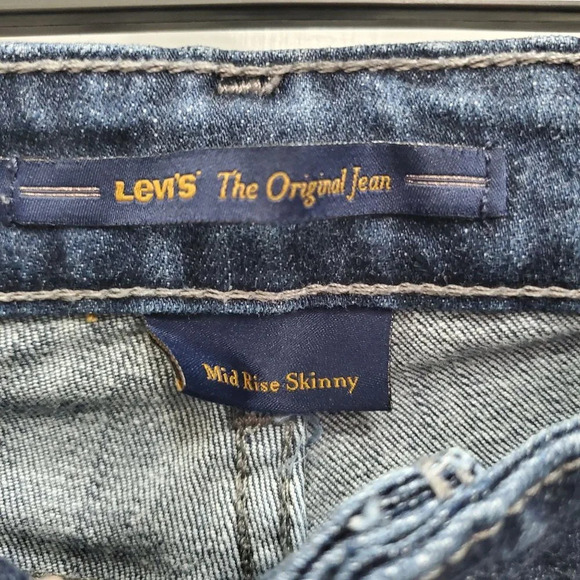 Levi's The Original Jean
Mid Rise Skinny